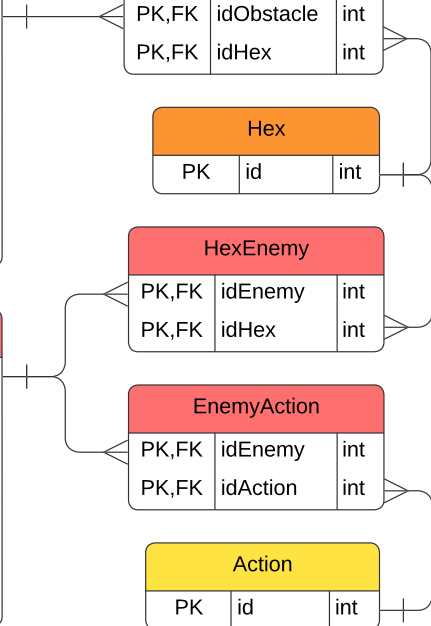 PK,FK idObstacle int
PK,FK idHex int
Hex
PK id int
HexEnemy
PK,FK idEnemy int
PK,FK idHex int
EnemyAction
PK,FK idEnemy int
PK,FK idAction int
Action
PK id int